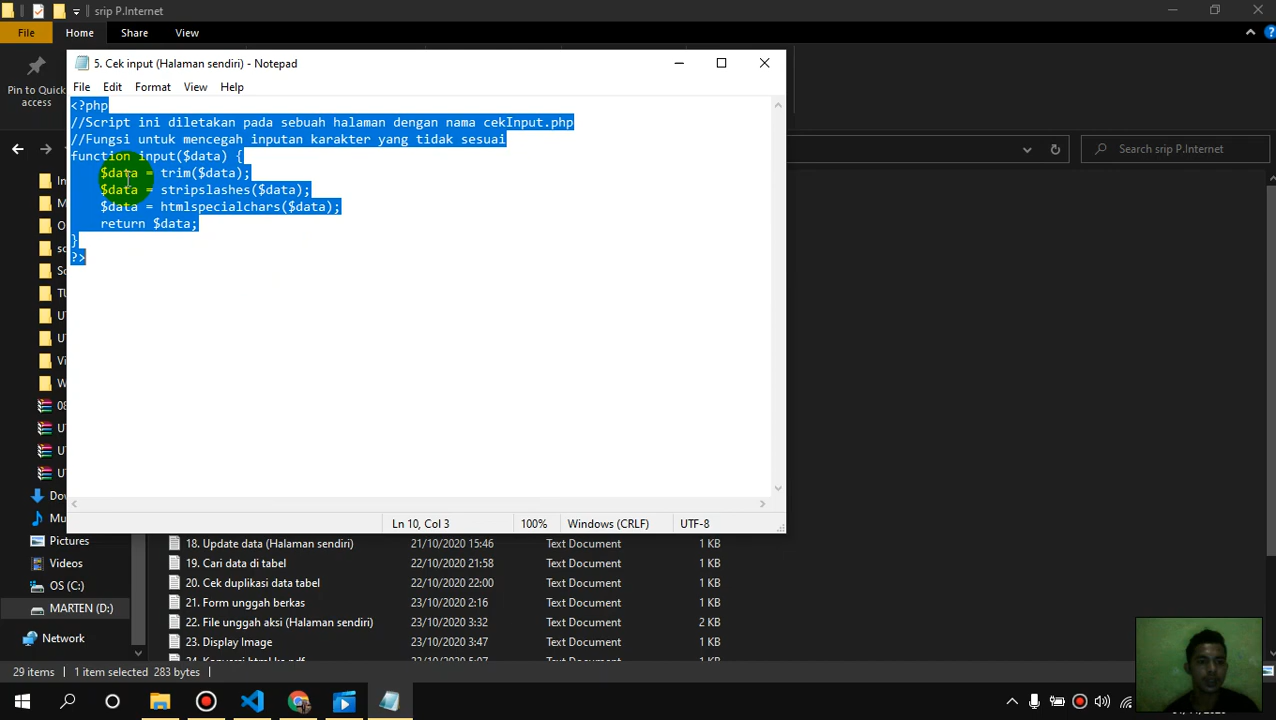 srip P.Internet
File
Home
Share
View
Pin to Quick
access
5. Cek input (Halaman sendiri) - Notepad
File Edit Format View Help
<?php
//Script ini diletakan pada sebuah halaman dengan nama cekInput.php
//Fungsi untuk mencegah inputan karakter yang tidak sesuai
function input($data) {
$data = trim($data);
$data = stripslashes($data);
$data = htmlspecialchars($data);
return $data;
}
?>
Ln 10, Col 3
100%
Windows (CRLF)
UTF-8
Search srip P.Internet
Pictures
Videos
OS (C:)
MARTEN (D:)
Network
18. Update data (Halaman sendiri) 21/10/2020 15:46 Text Document 1 KB
19. Cari data di tabel 22/10/2020 21:58 Text Document 1 KB
20. Cek duplikasi data tabel 22/10/2020 22:00 Text Document 1 KB
21. Form unggah berkas 23/10/2020 2:16 Text Document 1 KB
22. File unggah aksi (Halaman sendiri) 23/10/2020 3:32 Text Document 2 KB
23. Display Image 23/10/2020 3:47 Text Document 1 KB
29 items
1 item selected 283 bytes